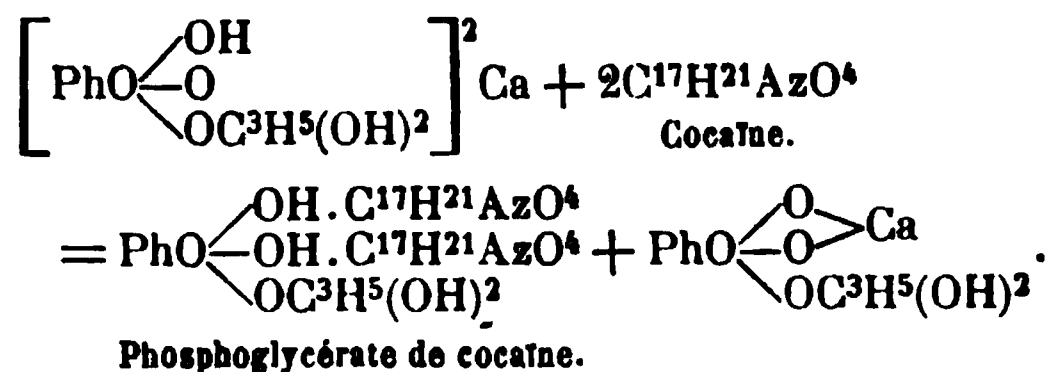 OH
PhO—O
OC³H⁵(OH)²
² Ca + 2C¹⁷H²¹AzO⁴
Cocaïne.
OH.C¹⁷H²¹AzO⁴
= PhO—OH.C¹⁷H²¹AzO⁴ + PhO—O Ca
O
OC³H⁵(OH)²
OC³H⁵(OH)² .
Phosphoglycérate de cocaïne.